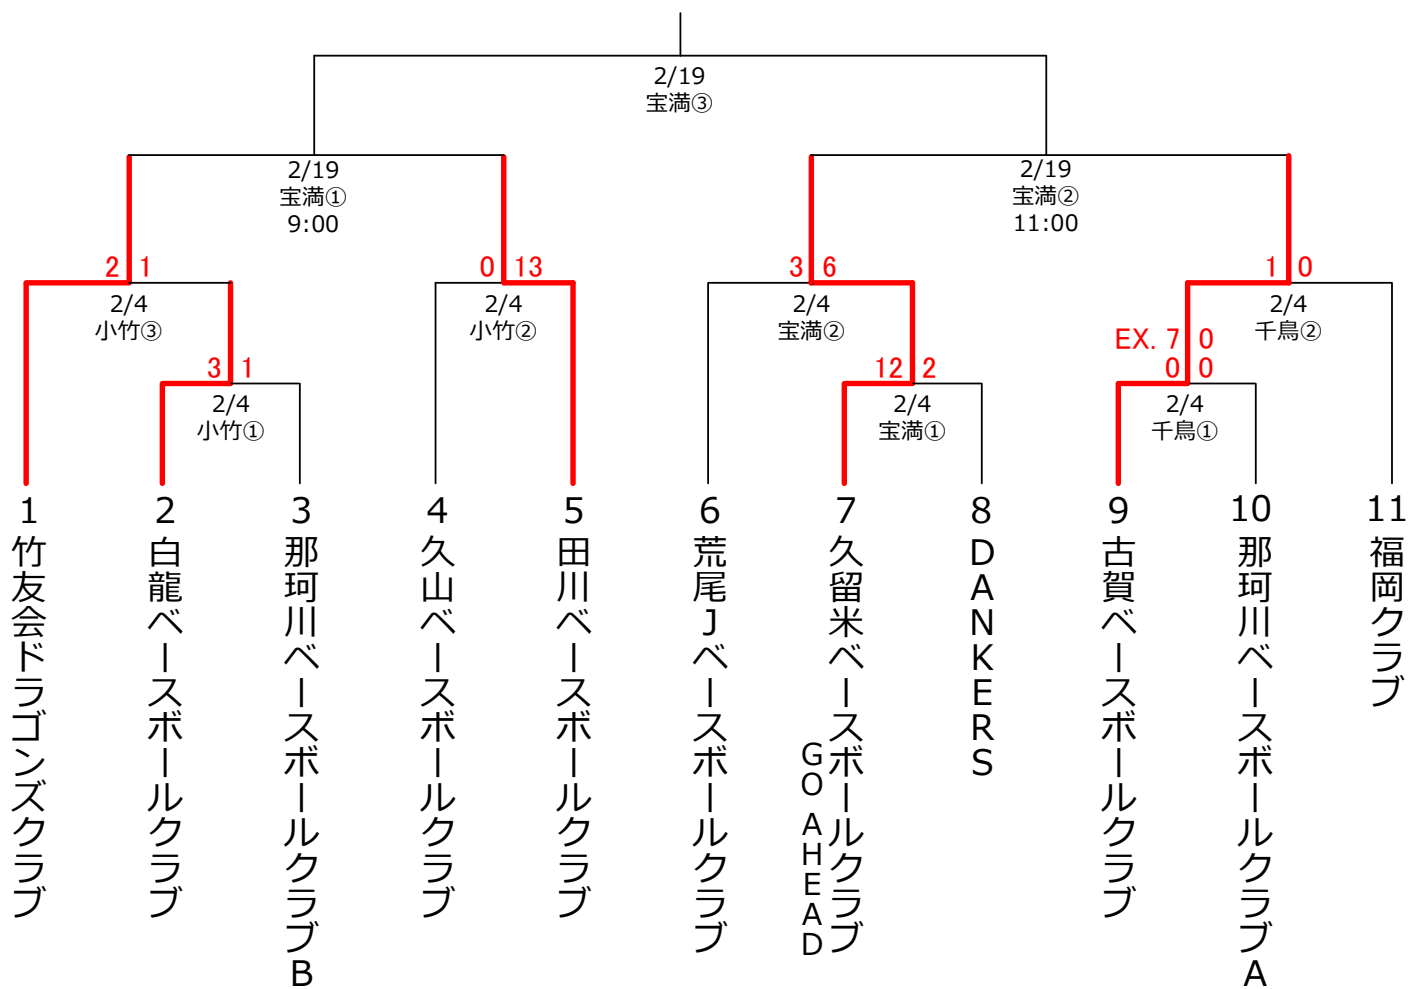 2/19
宝満③
2/19
宝満①
9:00
2/19
宝満②
11:00
2 1
2/4
小竹③
0 13
2/4
小竹②
3 6
2/4
宝満②
1 0
2/4
千鳥②
3 1
2/4
小竹①
12 2
2/4
宝満①
EX. 7 0
0 0
2/4
千鳥①
1
竹友会ドラゴンズクラブ
2
白龍ベースボールクラブ
3
那珂川ベースボールクラブB
4
久山ベースボールクラブ
5
田川ベースボールクラブ
6
荒尾Jベースボールクラブ
7
久留米ベースボールクラブ
GO AHEAD
8
DANKERS
9
古賀ベースボールクラブ
10
那珂川ベースボールクラブA
11
福岡クラブ